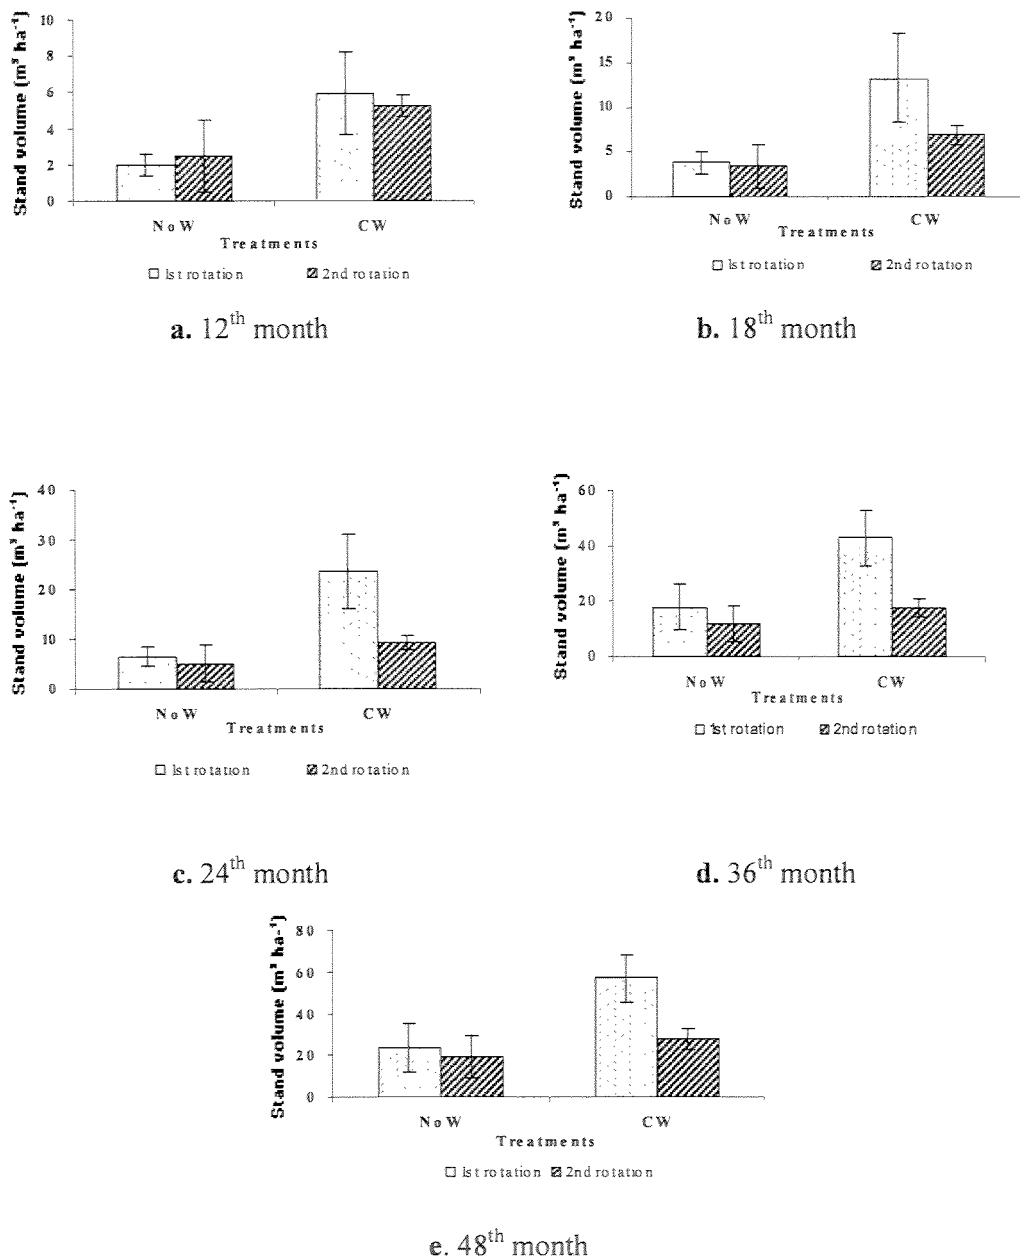 Stand volume (m³ ha⁻¹)
10
8
6
4
2
0
NoW CW
Treatments
1st rotation 2nd rotation
a. 12th month
Stand volume (m³ ha⁻¹)
20
15
10
5
0
NoW CW
Treatments
1st rotation 2nd rotation
b. 18th month
Stand volume (m³ ha⁻¹)
40
30
20
10
0
NoW CW
Treatments
1st rotation 2nd rotation
c. 24th month
Stand volume (m³ ha⁻¹)
60
40
20
0
NoW CW
Treatments
1st rotation 2nd rotation
d. 36th month
Stand volume (m³ ha-¹)
80
60
40
20
0
NoW CW
Treatments
1st rotation 2nd rotation
e. 48th month